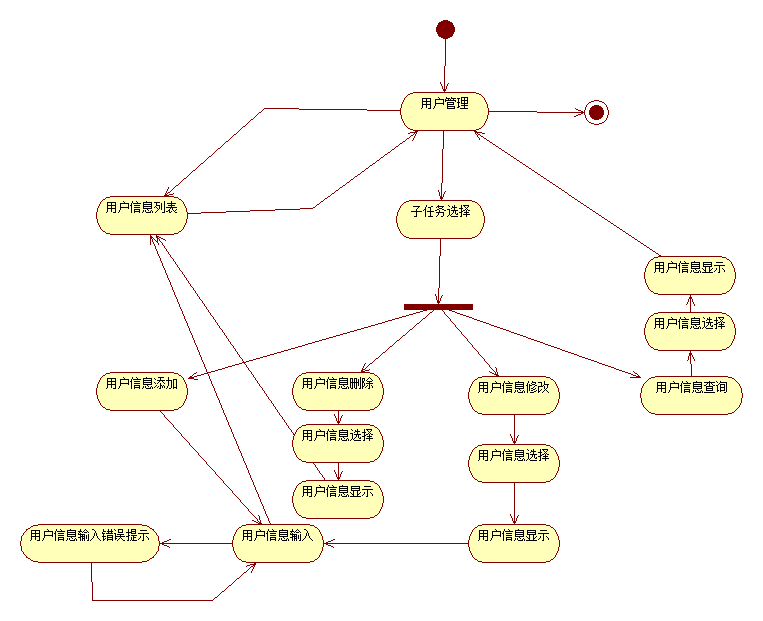 用户管理
用户信息列表
子任务选择
用户信息显示
用户信息选择
用户信息添加
用户信息删除
用户信息修改
用户信息查询
用户信息选择
用户信息选择
用户信息显示
用户信息输入错误提示
用户信息输入
用户信息显示